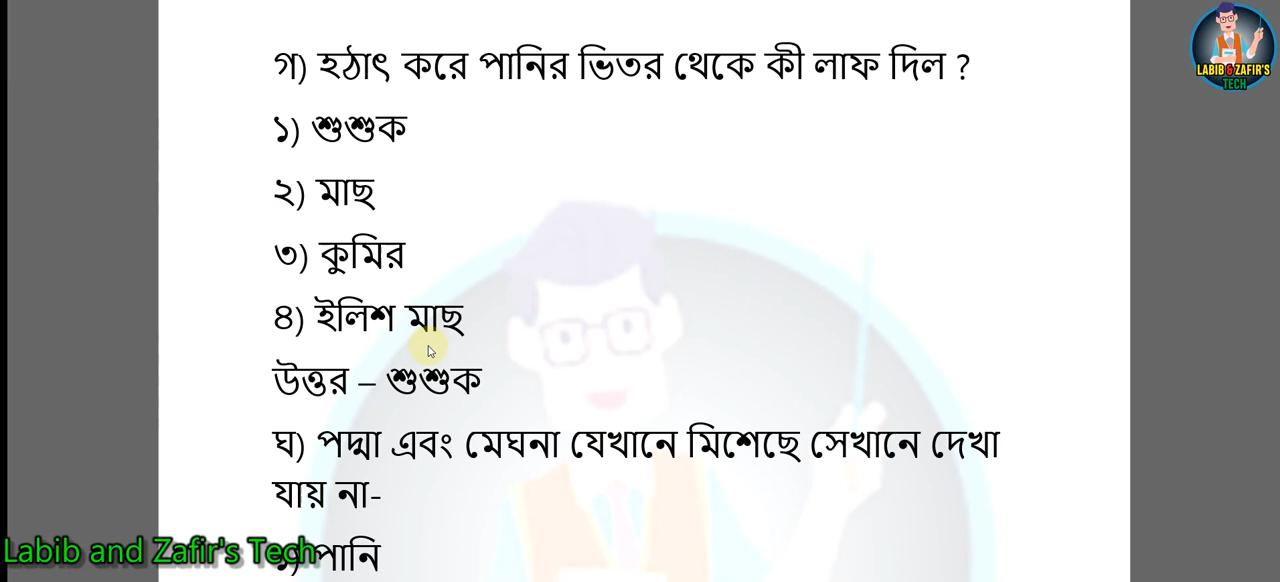 গ) হঠাৎ করে পানির ভিতর থেকে কী লাফ দিল ?
১) শুশুক
২) মাছ
৩) কুমির
৪) ইলিশ মাছ
উত্তর – শুশুক
ঘ) পদ্মা এবং মেঘনা যেখানে মিশেছে সেখানে দেখা
যায় না-
১) পানি
LABIB & ZAFIR'S
TECH
Labib and Zafir's Tech